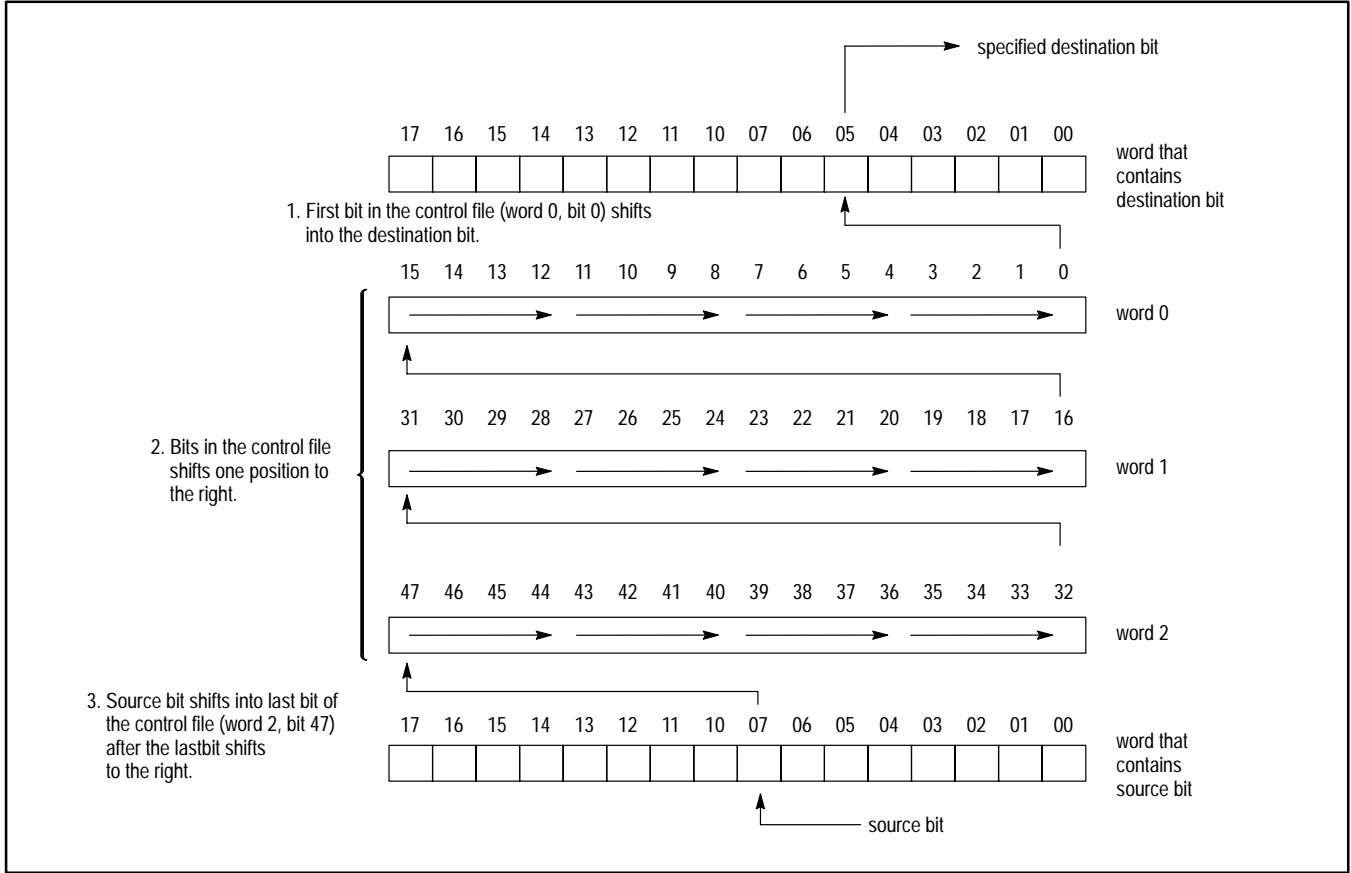 specified destination bit
17 16 15 14 13 12 11 10 07 06 05 04 03 02 01 00
word that
contains
destination bit
1. First bit in the control file (word 0, bit 0) shifts
into the destination bit.
15 14 13 12 11 10 9 8 7 6 5 4 3 2 1 0
word 0
31 30 29 28 27 26 25 24 23 22 21 20 19 18 17 16
2. Bits in the control file
shifts one position to
the right.
word 1
47 46 45 44 43 42 41 40 39 38 37 36 35 34 33 32
word 2
3. Source bit shifts into last bit of
the control file (word 2, bit 47)
after the lastbit shifts
to the right.
17 16 15 14 13 12 11 10 07 06 05 04 03 02 01 00
word that
contains
source bit
source bit